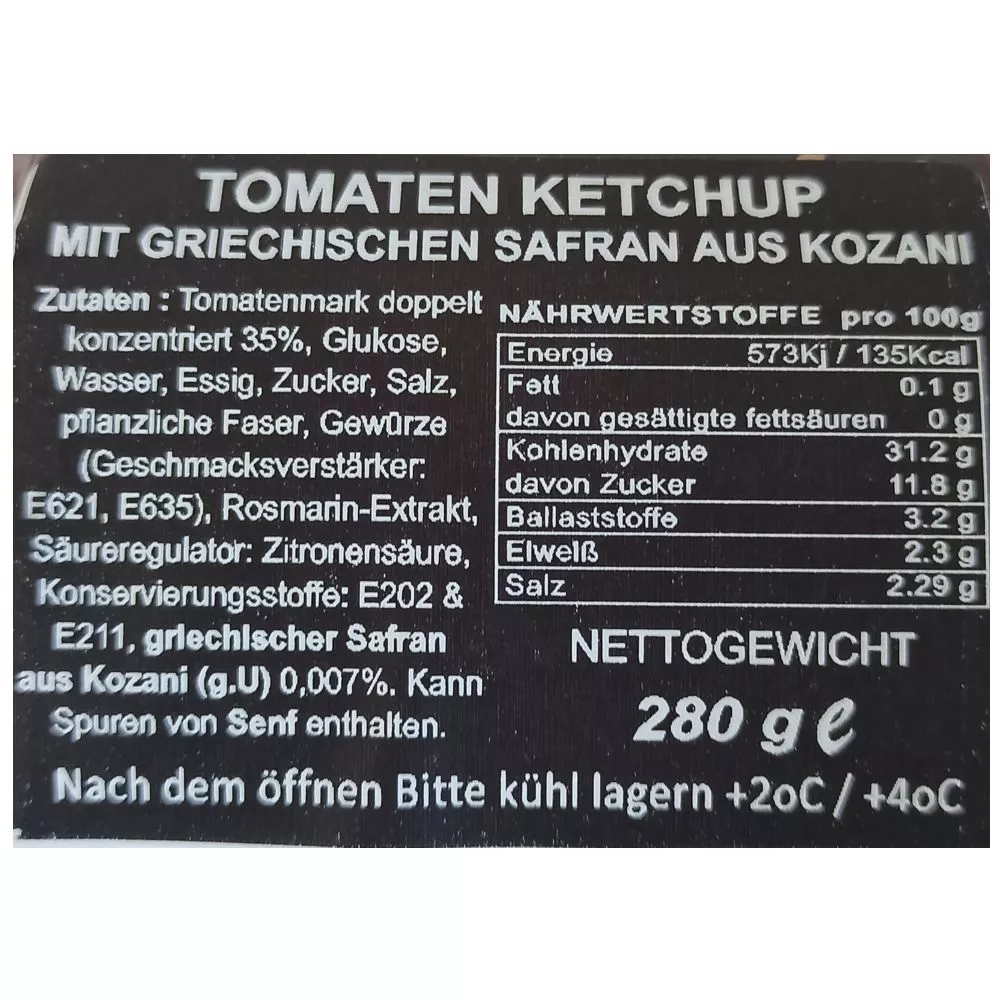 TOMATEN KETCHUP
MIT GRIECHISCHEN SAFRAN AUS KOZANI
Zutaten : Tomatenmark doppelt
konzentriert 35%, Glukose,
Wasser, Essig, Zucker, Salz,
pflanzliche Faser, Gewürze
(Geschmacksverstärker:
E621, E635), Rosmarin-Extrakt,
Säureregulator: Zitronensäure,
Konservierungsstoffe: E202 &
E211, griechischer Safran
aus Kozani (g.U) 0,007%. Kann
Spuren von Senf enthalten.
NÄHRWERTSTOFFE pro 100g
Energie 573Kj / 135Kcal
Fett 0.1 g
davon gesättigte fettsäuren 0 g
Kohlenhydrate 31.2 g
davon Zucker 11.8 g
Ballaststoffe 3.2 g
Eiweiß 2.3 g
Salz 2.29 g
NETTOGEWICHT
280 g ℮
Nach dem öffnen Bitte kühl lagern +2oC / +4oC